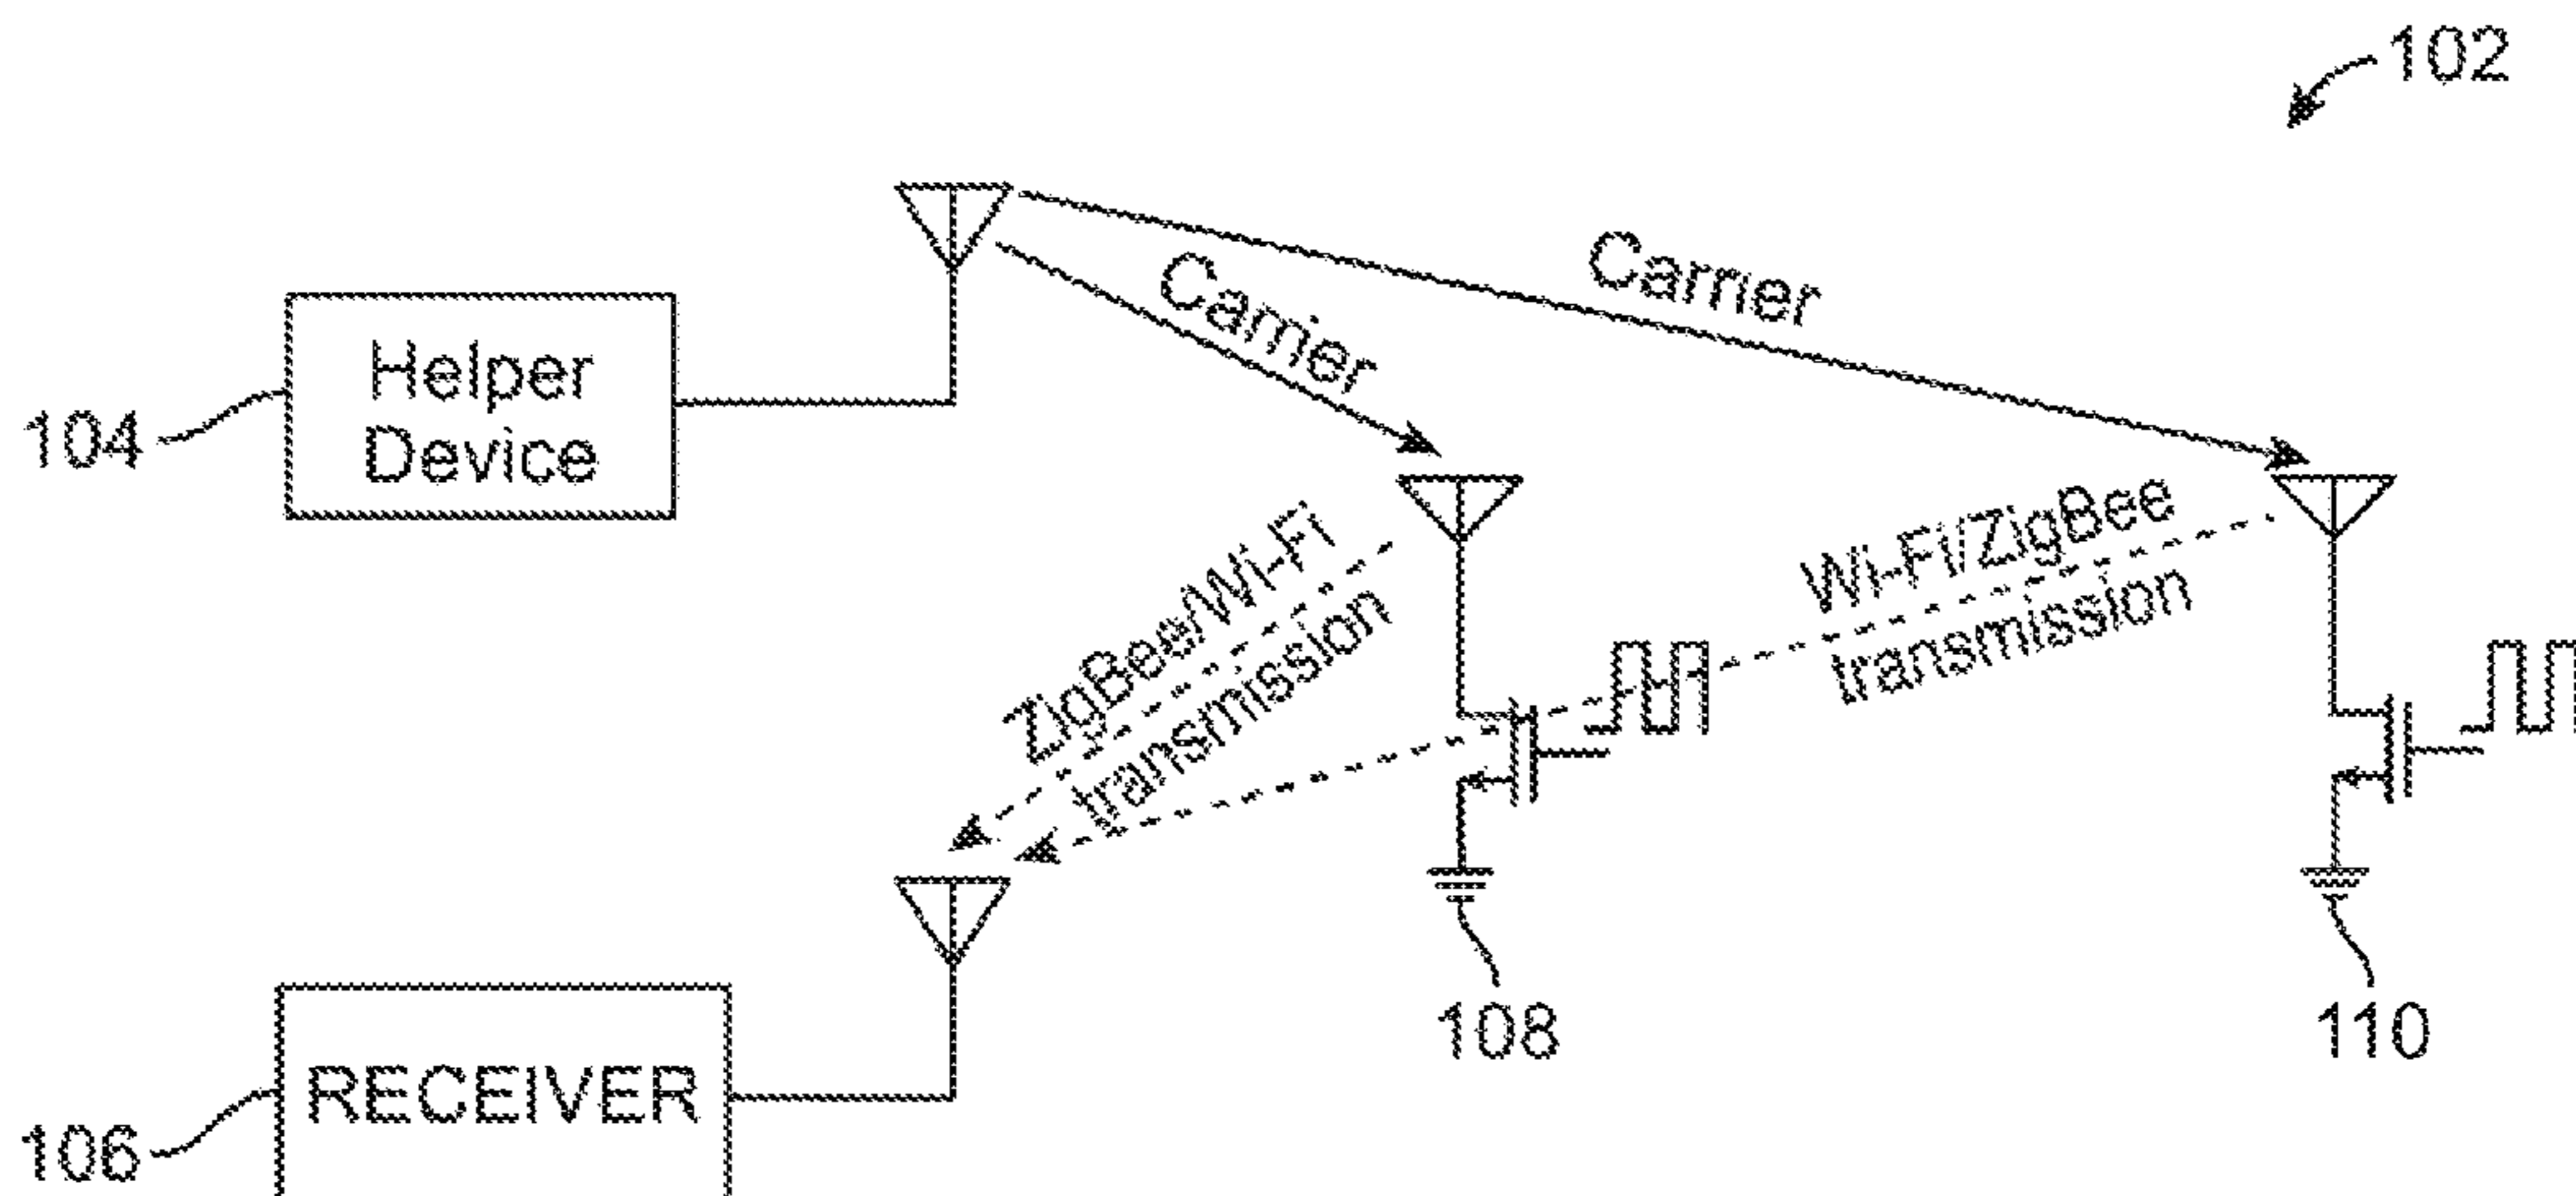 102
Carrier
Carrier
Helper
Device
104
ZigBee/Wi-Fi
transmission
Wi-Fi/ZigBee
transmission
108
110
RECEIVER
106